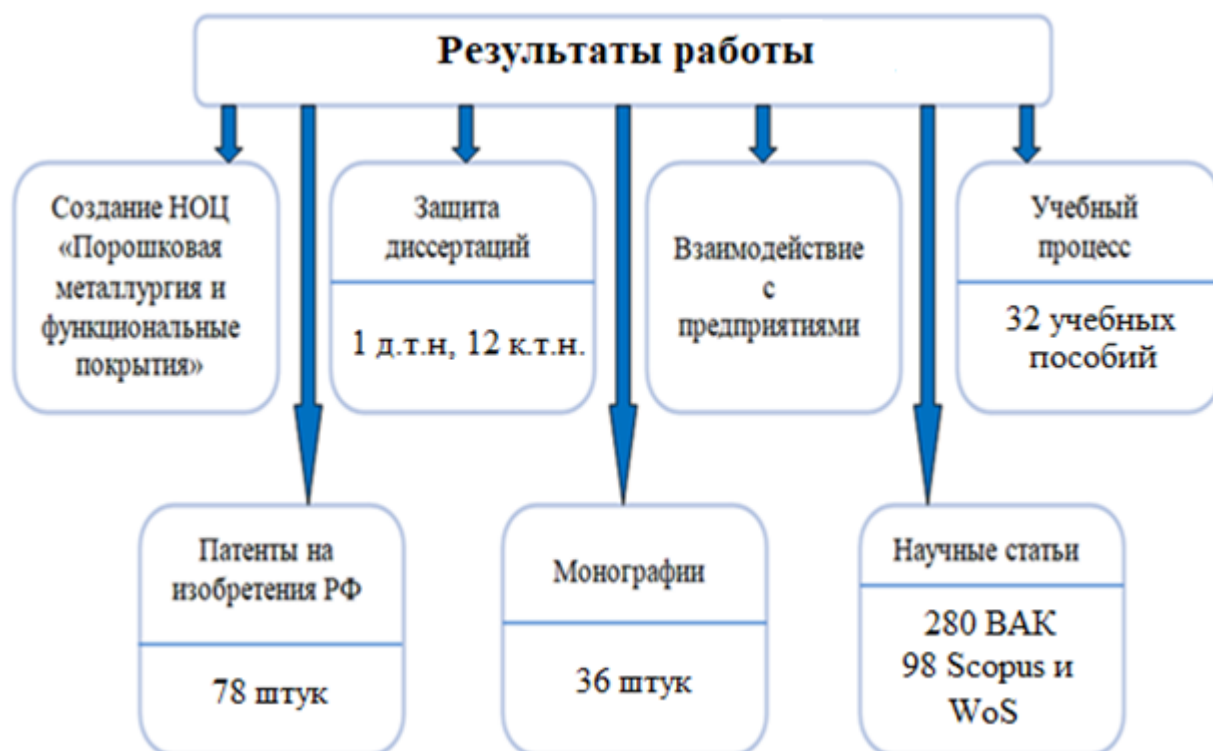 Результаты работы
Создание НОЦ
«Порошковая
металлургия и
функциональные
покрытия»
Защита
диссертаций
1 д.т.н, 12 к.т.н.
Взаимодействие
с
предприятиями
Учебный
процесс
32 учебных
пособий
Патенты на
изобретения РФ
78 штук
Монографии
36 штук
Научные статьи
280 ВАК
98 Scopus и
WoS